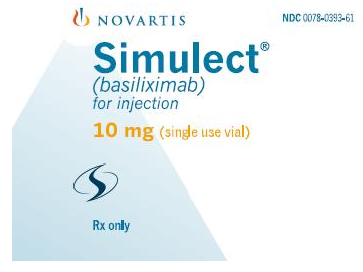 NOVARTIS
NDC 0078-0393-61
Simulect®
(basiliximab)
for injection
10 mg (single use vial)
Rx only